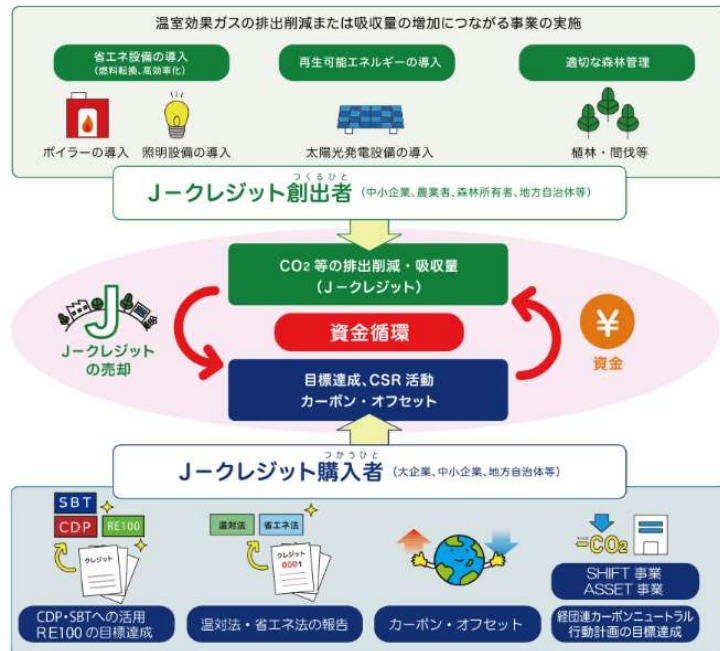 温室効果ガスの排出削減または吸収量の増加につながる事業の実施
省エネ設備の導入
(燃料転換、高効率化)
再生可能エネルギーの導入
適切な森林管理
ボイラーの導入
照明設備の導入
太陽光発電設備の導入
植林・間伐等
つくるひと
Jークレジット創出者(中小企業、農業者、森林所有者、地方自治体等)
CO2 等の排出削減・吸収量
(Jークレジット)
J
Jークレジット
の売却
資金循環
¥
資金
目標達成、CSR 活動
カーボン・オフセット
つかうひと
Jークレジット購入者(大企業、中小企業、地方自治体等)
SBT
CDP
RE100
クレジット
CDP・SBTへの活用
RE100 の目標達成
温対法
省エネ法
クレジット
0001
温対法・省エネ法の報告
カーボン・オフセット
-CO2
SHIFT 事業
ASSET 事業
経団連カーボンニュートラル
行動計画の目標達成